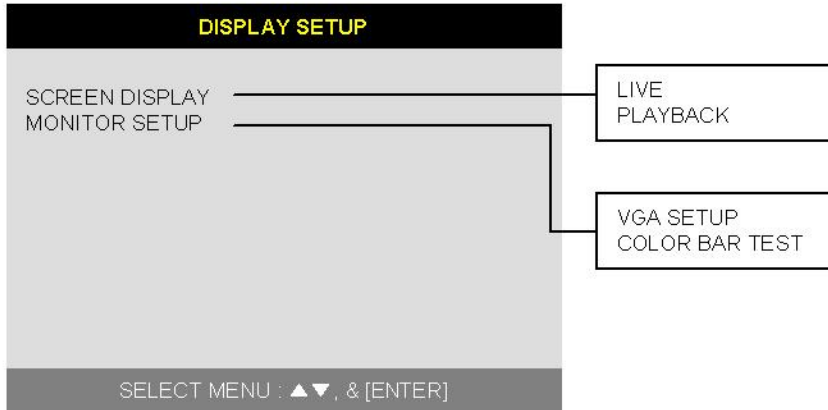 DISPLAY SETUP
SCREEN DISPLAY
MONITOR SETUP
LIVE
PLAYBACK
VGA SETUP
COLOR BAR TEST
SELECT MENU : ▲▼, & [ENTER]